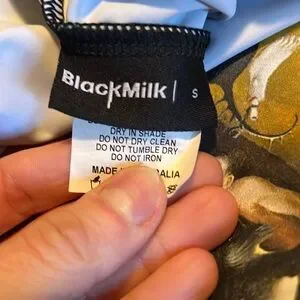 BlackMilk | S
DRY IN SHADE
DO NOT DRY CLEAN
DO NOT TUMBLE DRY
DO NOT IRON
MADE